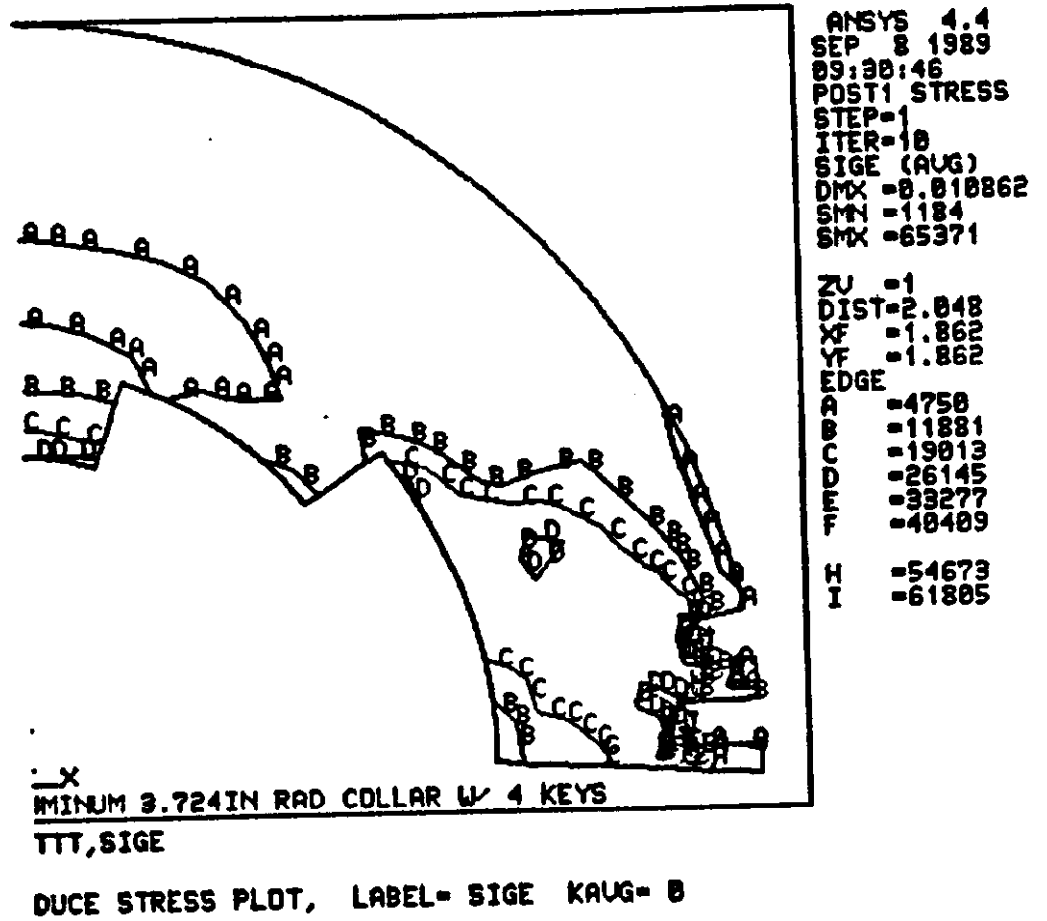 ANSYS 4.4
SEP 8 1989
09:30:46
POST1 STRESS
STEP=1
ITER=10
SIGE (AVG)
DMX =0.010862
SMN =1184
SMX =65371
ZV =1
DIST=2.048
XF =1.862
YF =1.862
EDGE
A =4750
B =11881
C =19013
D =26145
E =33277
F =40409
H =54673
I =61805
A A A A A A A A A A
A A A A A A A A A
B B B
C C C
D D D
B B
B B B B B B B B B B
C C C C C C C C C C
D D
D D D B
A A A A A A A
C C C C C C C C
B B B
X
MINUM 3.724IN RAD COLLAR W/ 4 KEYS
TTT,SIGE
DUCE STRESS PLOT, LABEL= SIGE KAVG= 0